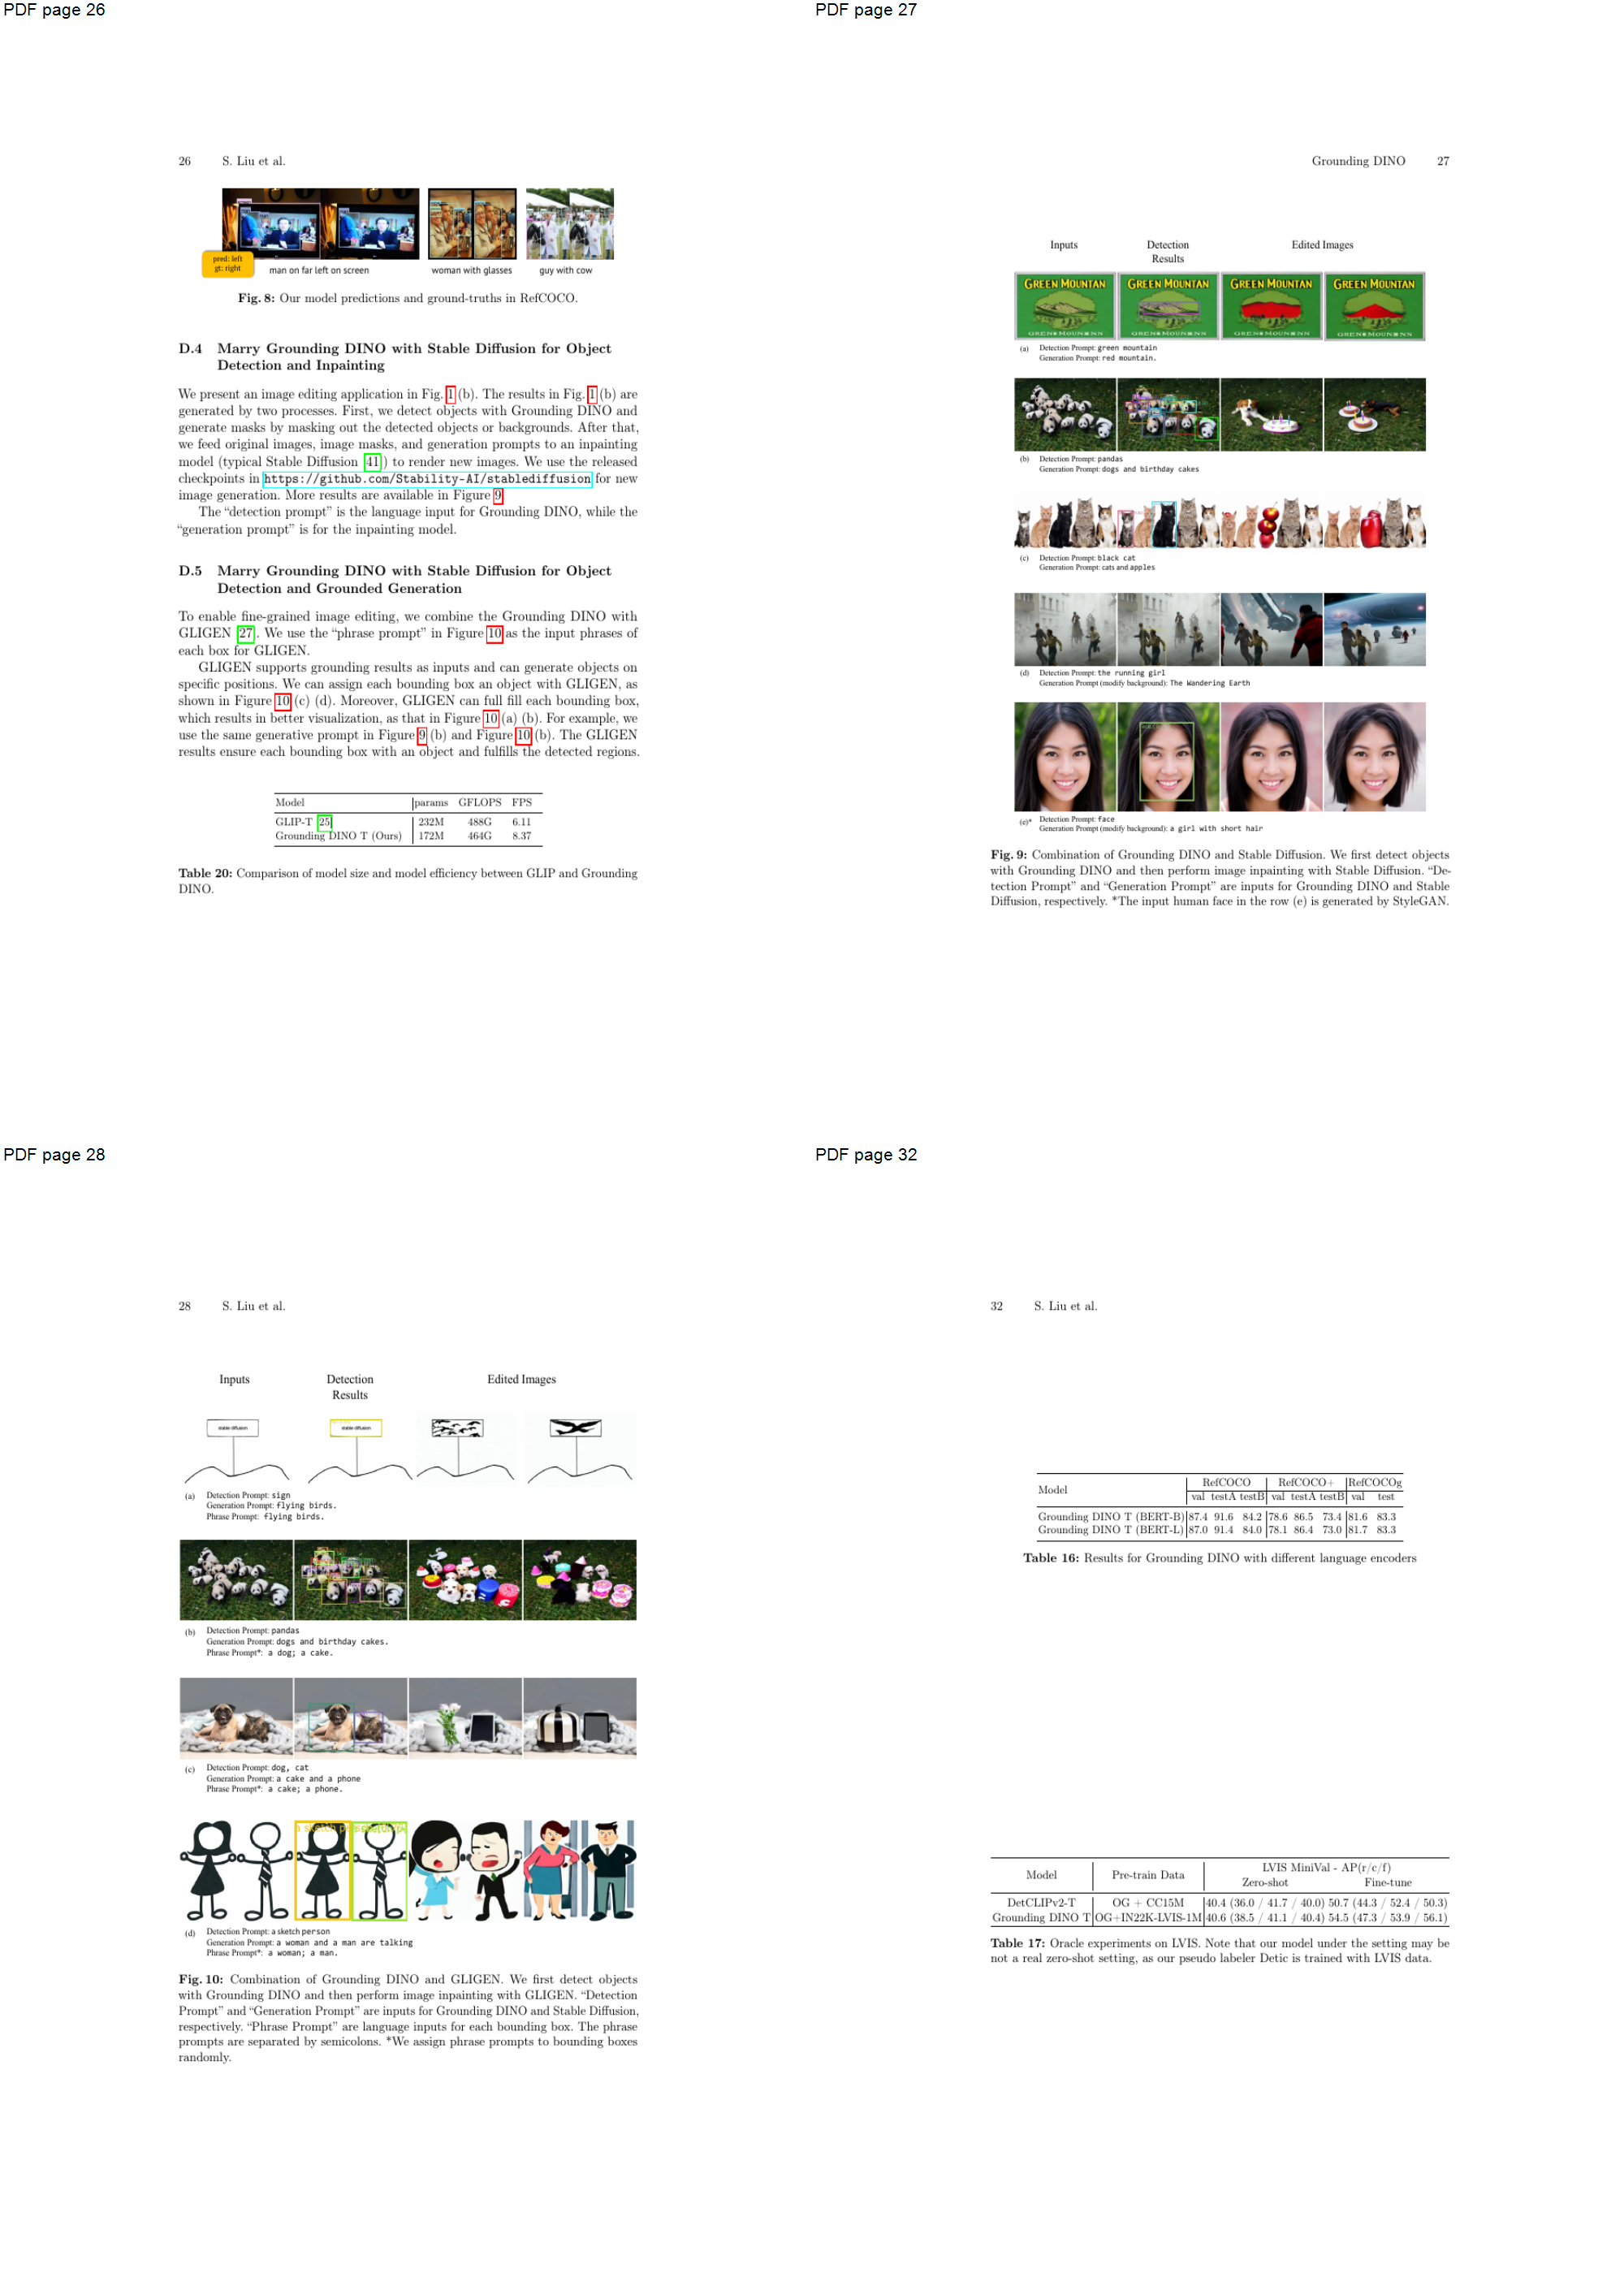 PDF page 26
26 S. Liu et al.
pred: left
gt: right
man on far left on screen
woman with glasses
guy with cow
Fig. 8: Our model predictions and ground-truths in RefCOCO.
D.4 Marry Grounding DINO with Stable Diffusion for Object
Detection and Inpainting
We present an image editing application in Fig. 1 (b). The results in Fig. 1 (b) are
generated by two processes. First, we detect objects with Grounding DINO and
generate masks by masking out the detected objects or backgrounds. After that,
we feed original images, image masks, and generation prompts to an inpainting
model (typical Stable Diffusion [41]) to render new images. We use the released
checkpoints in https://github.com/Stability-AI/stablediffusion for new
image generation. More results are available in Figure 9.
The “detection prompt” is the language input for Grounding DINO, while the
“generation prompt” is for the inpainting model.
D.5 Marry Grounding DINO with Stable Diffusion for Object
Detection and Grounded Generation
To enable fine-grained image editing, we combine the Grounding DINO with
GLIGEN [27]. We use the “phrase prompt” in Figure 10 as the input phrases of
each box for GLIGEN.
GLIGEN supports grounding results as inputs and can generate objects on
specific positions. We can assign each bounding box an object with GLIGEN, as
shown in Figure 10 (c) (d). Moreover, GLIGEN can full fill each bounding box,
which results in better visualization, as that in Figure 10 (a) (b). For example, we
use the same generative prompt in Figure 9 (b) and Figure 10 (b). The GLIGEN
results ensure each bounding box with an object and fulfills the detected regions.
Model params GFLOPS FPS
GLIP-T [25] 232M 488G 6.11
Grounding DINO T (Ours) 172M 464G 8.37
Table 20: Comparison of model size and model efficiency between GLIP and Grounding
DINO.
PDF page 27
Grounding DINO 27
Inputs Detection Edited Images
Results
GREEN MOUNTAIN GREEN MOUNTAIN GREEN MOUNTAIN GREEN MOUNTAIN
(a) Detection Prompt: green mountain
Generation Prompt: red mountain.
(b) Detection Prompt: pandas
Generation Prompt: dogs and birthday cakes
(c) Detection Prompt: black cat
Generation Prompt: cats and apples
(d) Detection Prompt: the running girl
Generation Prompt (modify background): The Wandering Earth
(e)* Detection Prompt: face
Generation Prompt (modify background): a girl with short hair
Fig. 9: Combination of Grounding DINO and Stable Diffusion. We first detect objects
with Grounding DINO and then perform image inpainting with Stable Diffusion. “De-
tection Prompt” and “Generation Prompt” are inputs for Grounding DINO and Stable
Diffusion, respectively. *The input human face in the row (e) is generated by StyleGAN.
PDF page 28
28 S. Liu et al.
Inputs Detection Edited Images
Results
stable diffusion stable diffusion
(a) Detection Prompt: sign
Generation Prompt: flying birds.
Phrase Prompt: flying birds.
(b) Detection Prompt: pandas
Generation Prompt: dogs and birthday cakes.
Phrase Prompt*: a dog; a cake.
(c) Detection Prompt: dog, cat
Generation Prompt: a cake and a phone
Phrase Prompt*: a cake; a phone.
(d) Detection Prompt: a sketch person
Generation Prompt: a woman and a man are talking
Phrase Prompt*: a woman; a man.
Fig. 10: Combination of Grounding DINO and GLIGEN. We first detect objects
with Grounding DINO and then perform image inpainting with GLIGEN. “Detection
Prompt” and “Generation Prompt” are inputs for Grounding DINO and Stable Diffusion,
respectively. “Phrase Prompt” are language inputs for each bounding box. The phrase
prompts are separated by semicolons. *We assign phrase prompts to bounding boxes
randomly.
PDF page 32
32 S. Liu et al.
Model RefCOCO RefCOCO+ RefCOCOg
val testA testB val testA testB val test
Grounding DINO T (BERT-B) 87.4 91.6 84.2 78.6 86.5 73.4 81.6 83.3
Grounding DINO T (BERT-L) 87.0 91.4 84.0 78.1 86.4 73.0 81.7 83.3
Table 16: Results for Grounding DINO with different language encoders
Model Pre-train Data LVIS MiniVal - AP(r/c/f)
Zero-shot Fine-tune
DetCLIPv2-T OG + CC15M 40.4 (36.0 / 41.7 / 40.0) 50.7 (44.3 / 52.4 / 50.3)
Grounding DINO T OG+IN22K-LVIS-1M 40.6 (38.5 / 41.1 / 40.4) 54.5 (47.3 / 53.9 / 56.1)
Table 17: Oracle experiments on LVIS. Note that our model under the setting may be
not a real zero-shot setting, as our pseudo labeler Detic is trained with LVIS data.